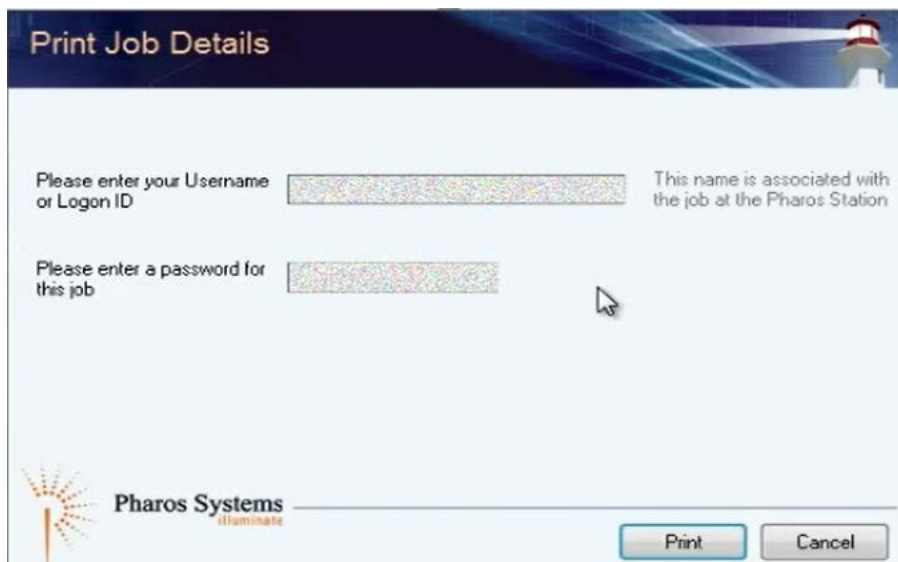 Print Job Details
Please enter your Username
or Logon ID
This name is associated with
the job at the Pharos Station
Please enter a password for
this job
Pharos Systems
illuminate
Print
Cancel